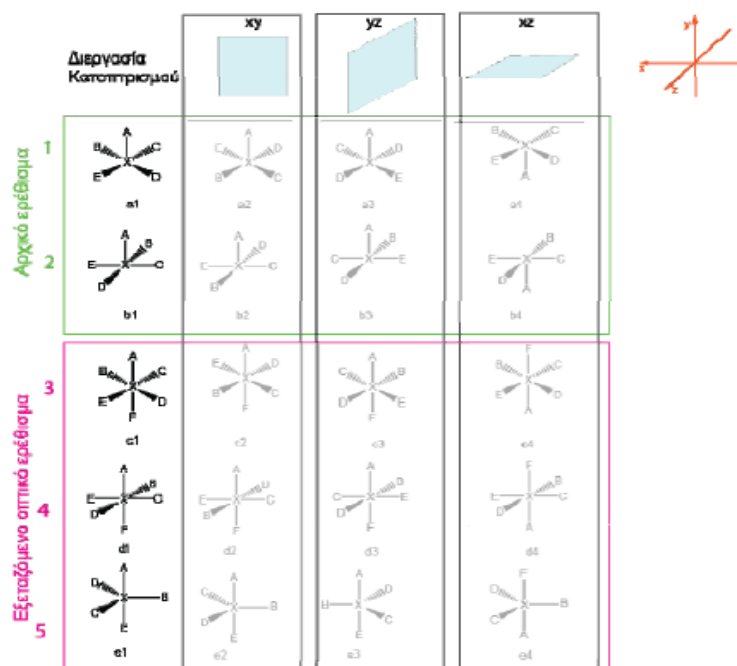 xy yz xz
Διεργασία
Κατοπτρισμού
y
x
z
Αρχικό ερέθισμα
1
A A A B C
B C C D C D X
X X X E D
E D B C D E A
a1 a2 a3 a4
2
A A A B
B D B E X C
E X C E X C C X E D
D B D A
b1 b2 b3 b4
Εξεταζόμενο οπτικό ερέθισμα
3
A A A F
B C E D C B B C
X X X X
E D B C D E E D
F F F A
c1 c2 c3 c4
4
A A A F
B D B B
E X C E X C C X E E X C
D B D D
F F F A
d1 d2 d3 d4
5
A A A F
D C D D
X B X B B X X B
C D C C
E E E A
e1 e2 e3 e4